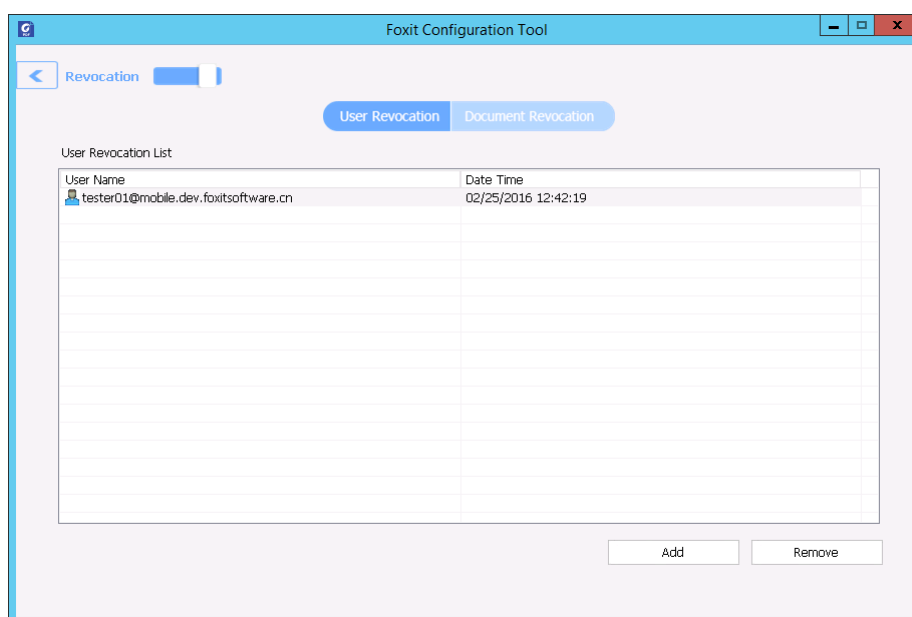 Foxit Configuration Tool
Revocation
User Revocation Document Revocation
User Revocation List
User Name Date Time
tester01@mobile.dev.foxitsoftware.cn 02/25/2016 12:42:19
Add Remove